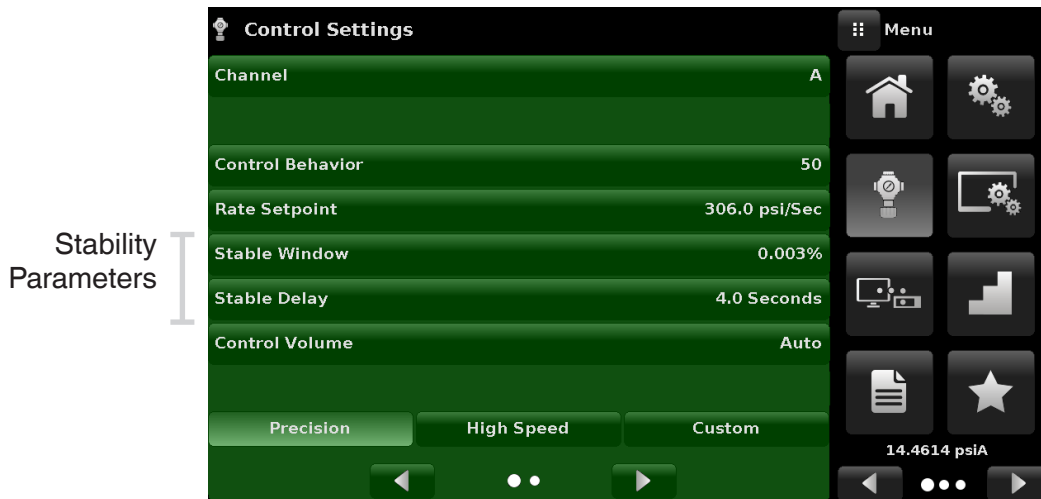 Control Settings
Menu
Channel A
Control Behavior 50
Rate Setpoint 306.0 psi/Sec
Stability
Parameters
Stable Window 0.003%
Stable Delay 4.0 Seconds
Control Volume Auto
Precision High Speed Custom
14.4614 psiA